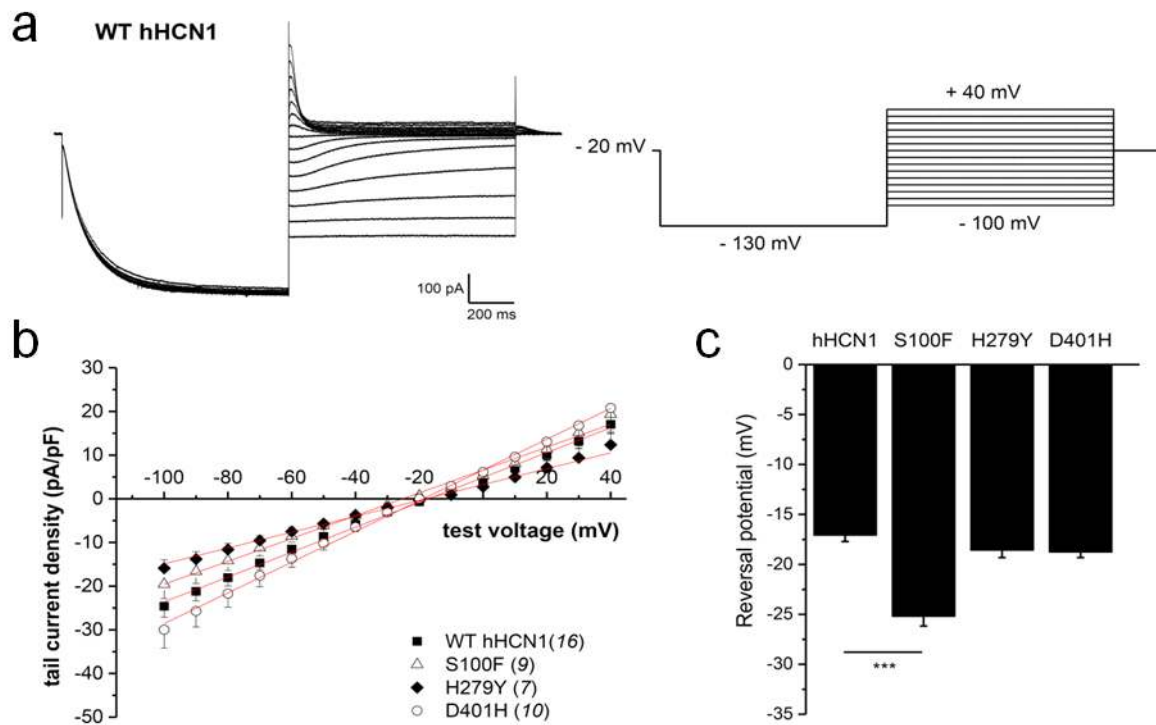 a
WT hHCN1
100 pA
200 ms
- 20 mV
+ 40 mV
- 130 mV
- 100 mV
b
tail current density (pA/pF)
30
20
10
0
-10
-20
-30
-40
-50
-100 -80 -60 -40 -20 0 20 40
test voltage (mV)
WT hHCN1(16)
S100F (9)
H279Y (7)
D401H (10)
c
hHCN1 S100F H279Y D401H
Reversal potential (mV)
0
-5
-10
-15
-20
-25
-30
-35
***